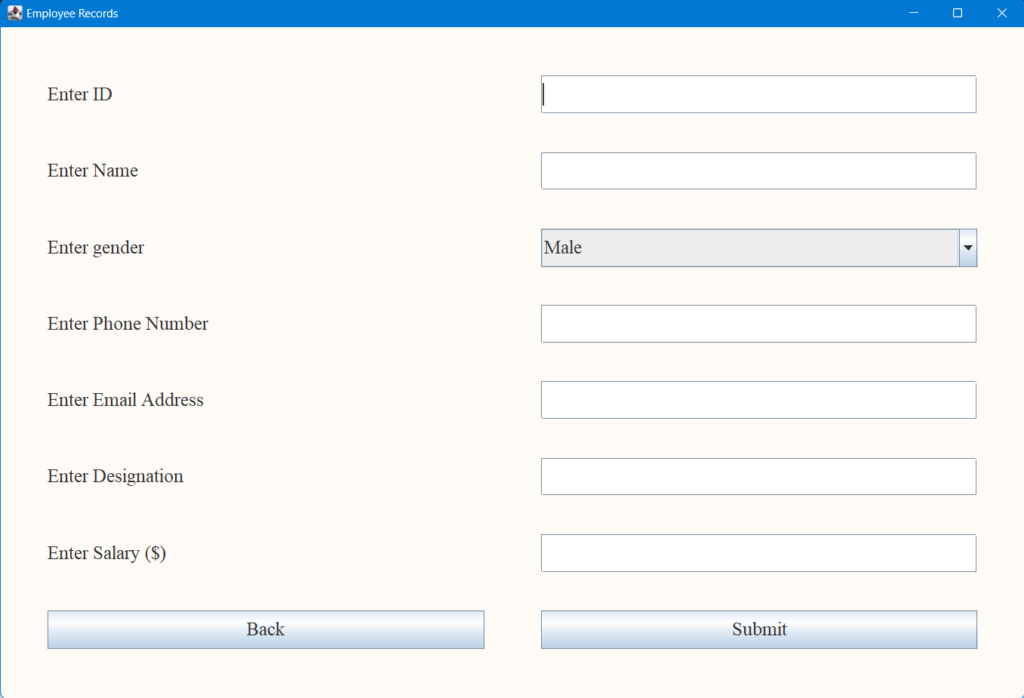 Employee Records
Enter ID
Enter Name
Enter gender
Male
Enter Phone Number
Enter Email Address
Enter Designation
Enter Salary ($)
Back
Submit